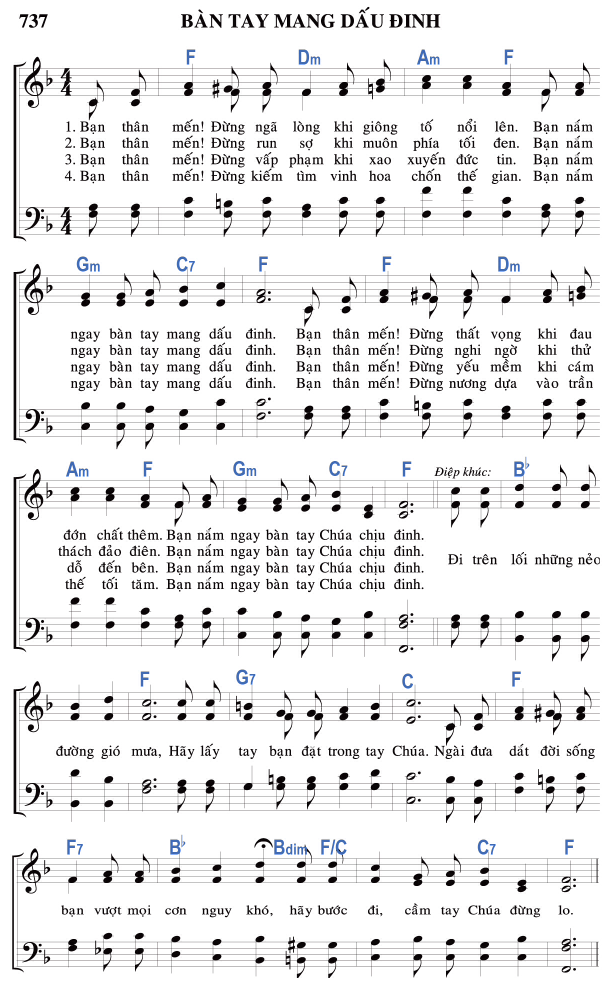 737 BÀN TAY MANG DẤU ĐINH
F Dm Am F
1. Bạn thân mến! Đừng ngã lòng khi giông tố nổi lên. Bạn nắm
2. Bạn thân mến! Đừng run sợ khi muôn phía tối đen. Bạn nắm
3. Bạn thân mến! Đừng vấp phạm khi xao xuyến đức tin. Bạn nắm
4. Bạn thân mến! Đừng kiếm tìm vinh hoa chốn thế gian. Bạn nắm
Gm C7 F F Dm
ngay bàn tay mang dấu đinh. Bạn thân mến! Đừng thất vọng khi đau
ngay bàn tay mang dấu đinh. Bạn thân mến! Đừng nghi ngờ khi thử
ngay bàn tay mang dấu đinh. Bạn thân mến! Đừng yếu mềm khi cám
ngay bàn tay mang dấu đinh. Bạn thân mến! Đừng nương dựa vào trần
Am F Gm C7 F Điệp khúc: B♭
đớn chất thêm. Bạn nắm ngay bàn tay Chúa chịu đinh.
thách đảo điên. Bạn nắm ngay bàn tay Chúa chịu đinh.
dỗ đến bên. Bạn nắm ngay bàn tay Chúa chịu đinh.
thế tối tăm. Bạn nắm ngay bàn tay Chúa chịu đinh.
Đi trên lối những nẻo
F G7 C F
đường gió mưa, Hãy lấy tay bạn đặt trong tay Chúa. Ngài đưa dát đời sống
F7 B♭ Bdim F/C C7 F
bạn vượt mọi cơn nguy khó, hãy bước đi, cầm tay Chúa đừng lo.